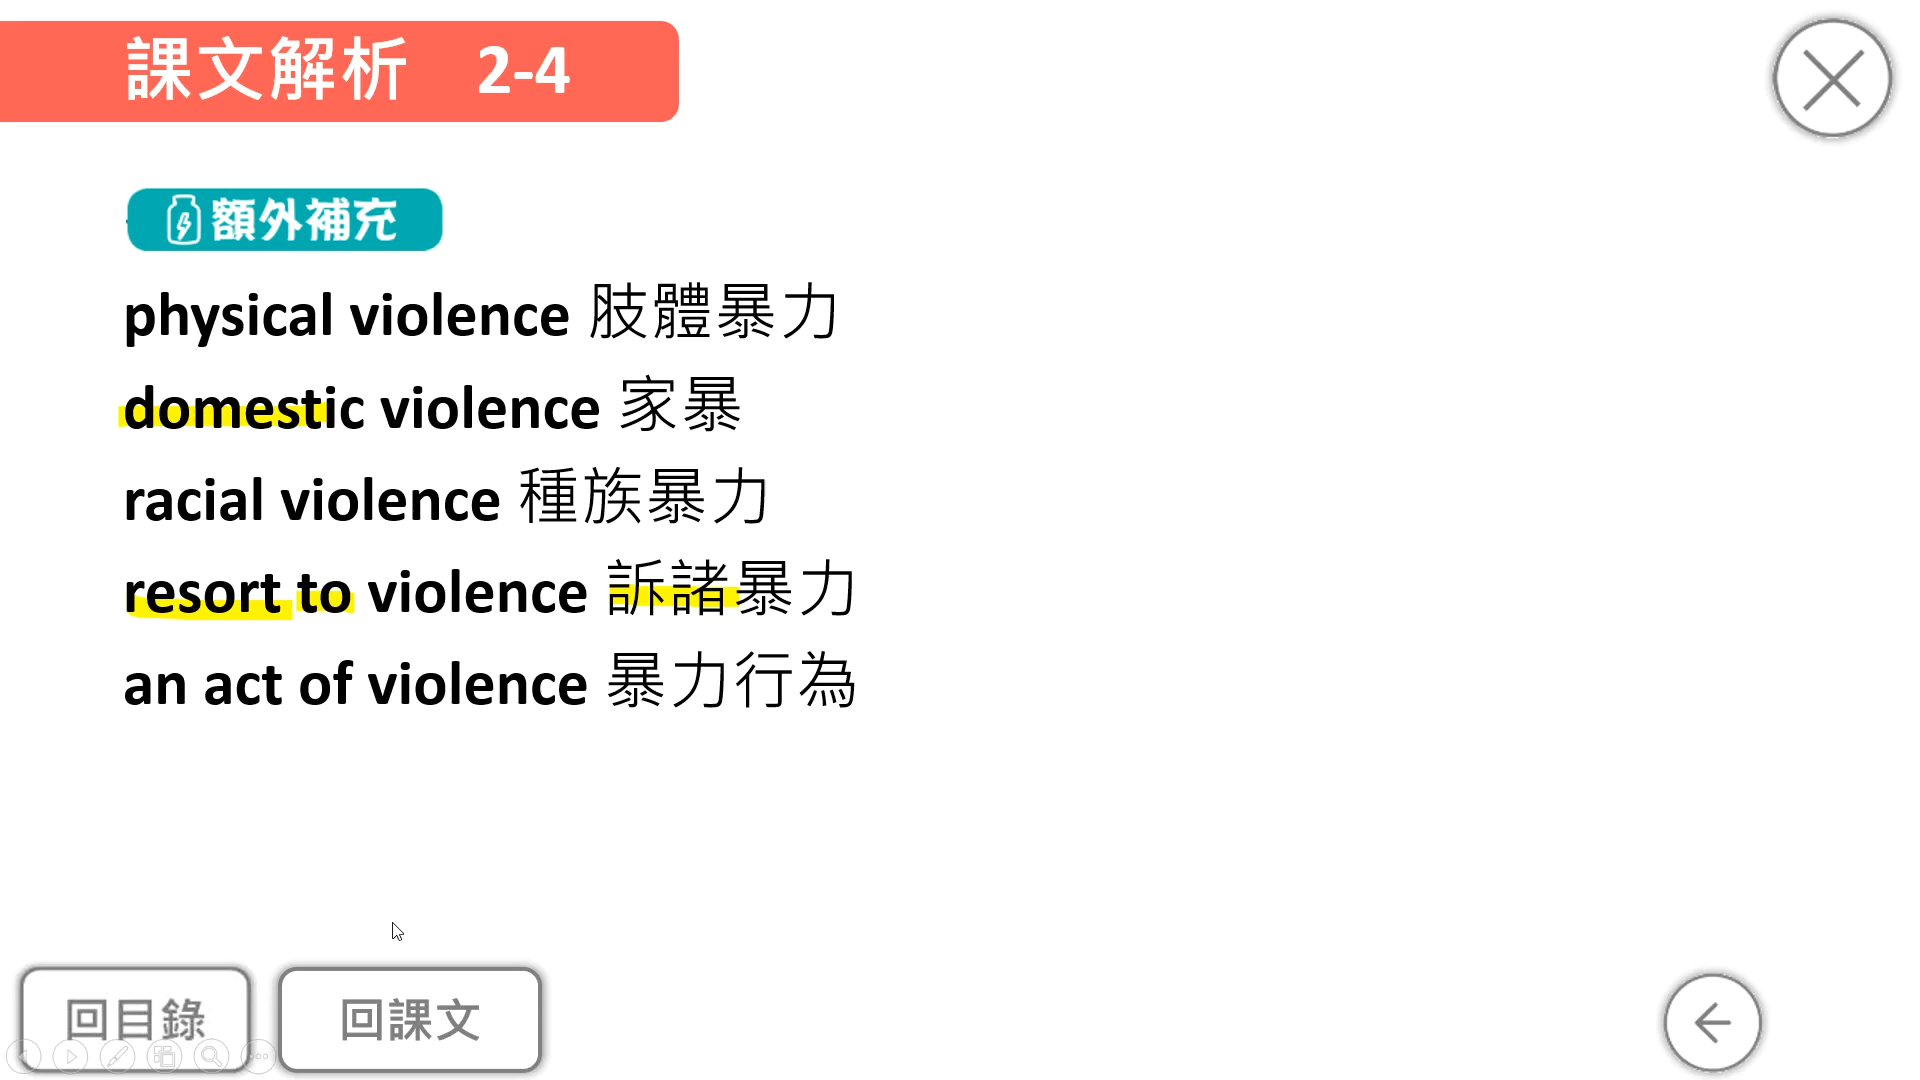 課文解析 2-4
額外補充
physical violence 肢體暴力
domestic violence 家暴
racial violence 種族暴力
resort to violence 訴諸暴力
an act of violence 暴力行為
回目錄
回課文